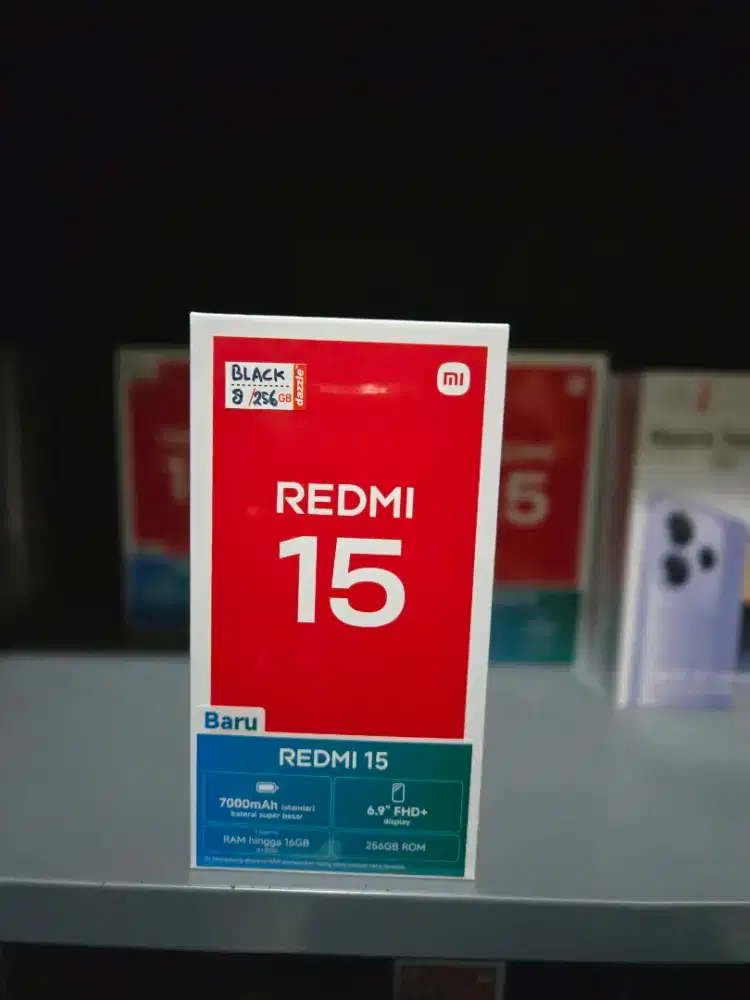 BLACK
8/256GB
dazzle
mi
REDMI
15
Baru
REDMI 15
7000mAh (standar)
baterai super besar
6.9" FHD+
display
RAM hingga 16GB
256GB ROM
5